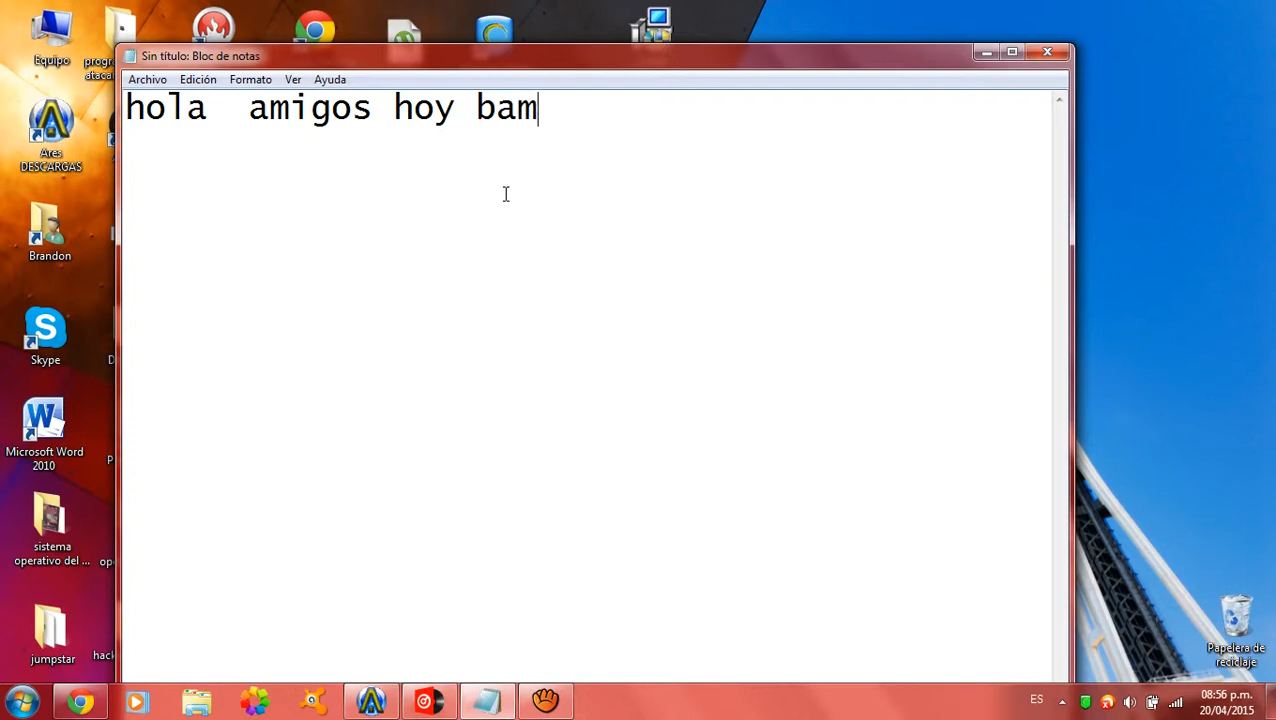 Sin título: Bloc de notas
Archivo Edición Formato Ver Ayuda
hola  amigos hoy bam
Equipo
Ares
DESCARGAS
Brandon
Skype
Microsoft Word
2010
sistema
operativo del ...
jumpstar
hack
Papelera de
reciclaje
ES
08:56 p.m.
20/04/2015